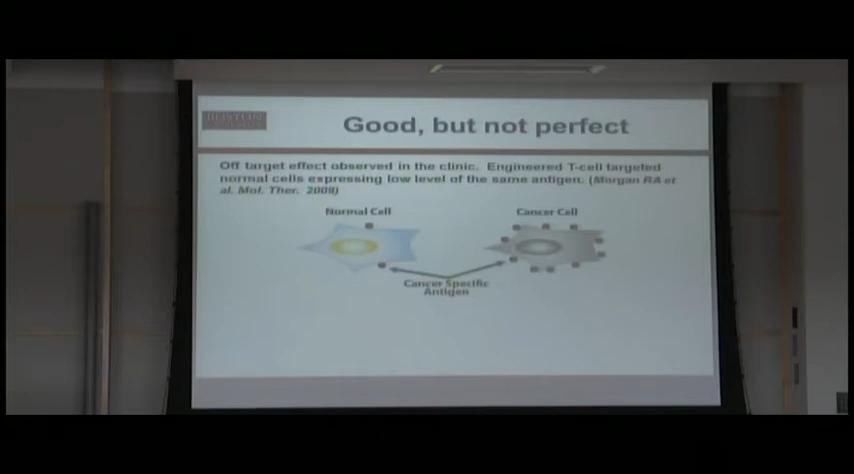 BOSTON
Good, but not perfect
Off target effect observed in the clinic. Engineered T-cell targeted
normal cells expressing low level of the same antigen. (Morgan RA et
al. Mol. Ther. 2009)
Normal Cell
Cancer Cell
Cancer Specific
Antigen